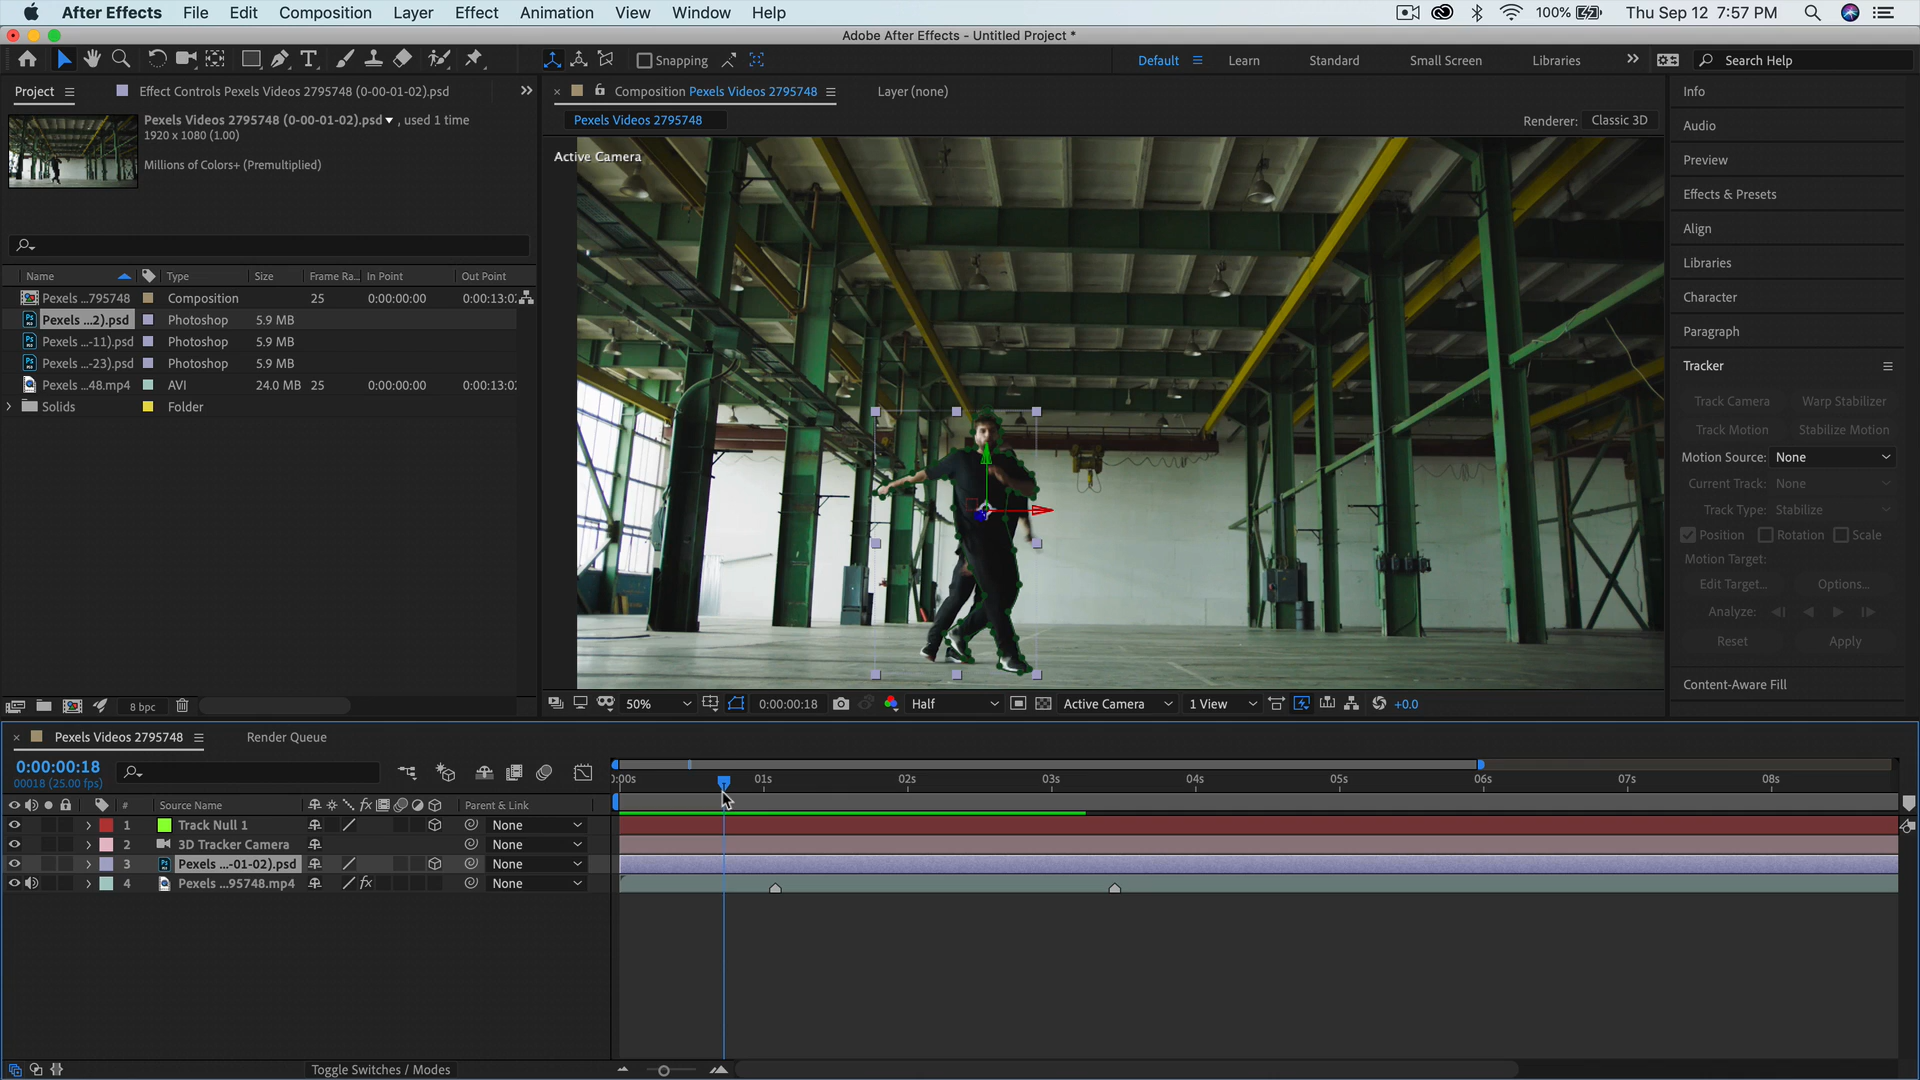 After Effects File Edit Composition Layer Effect Animation View Window Help 100% Thu Sep 12 7:57 PM
Adobe After Effects - Untitled Project *
Snapping Default Learn Standard Small Screen Libraries Search Help
Project Effect Controls Pexels Videos 2795748 (0-00-01-02).psd
Composition Pexels Videos 2795748 Layer (none)
Pexels Videos 2795748 (0-00-01-02).psd , used 1 time
1920 x 1080 (1.00)
Millions of Colors+ (Premultiplied)
Pexels Videos 2795748 Renderer: Classic 3D
Active Camera
Name Type Size Frame Ra... In Point Out Point
Pexels ...795748 Composition 25 0:00:00:00 0:00:13:0
Pexels ...2).psd Photoshop 5.9 MB
Pexels ...-11).psd Photoshop 5.9 MB
Pexels ...-23).psd Photoshop 5.9 MB
Pexels ...48.mp4 AVI 24.0 MB 25 0:00:00:00 0:00:13:0
Solids Folder
8 bpc
50% 0:00:00:18 Half Active Camera 1 View +0.0
Info
Audio
Preview
Effects & Presets
Align
Libraries
Character
Paragraph
Tracker
Track Camera Warp Stabilizer
Track Motion Stabilize Motion
Motion Source: None
Current Track: None
Track Type: Stabilize
Position Rotation Scale
Motion Target:
Edit Target... Options...
Analyze:
Reset Apply
Content-Aware Fill
Pexels Videos 2795748 Render Queue
0:00:00:18
00018 (25.00 fps)
0:00s 01s 02s 03s 04s 05s 06s 07s 08s
# Source Name fx Parent & Link
1 Track Null 1 None
2 3D Tracker Camera None
3 Pexels ...-01-02).psd None
4 Pexels ...95748.mp4 fx None
Toggle Switches / Modes